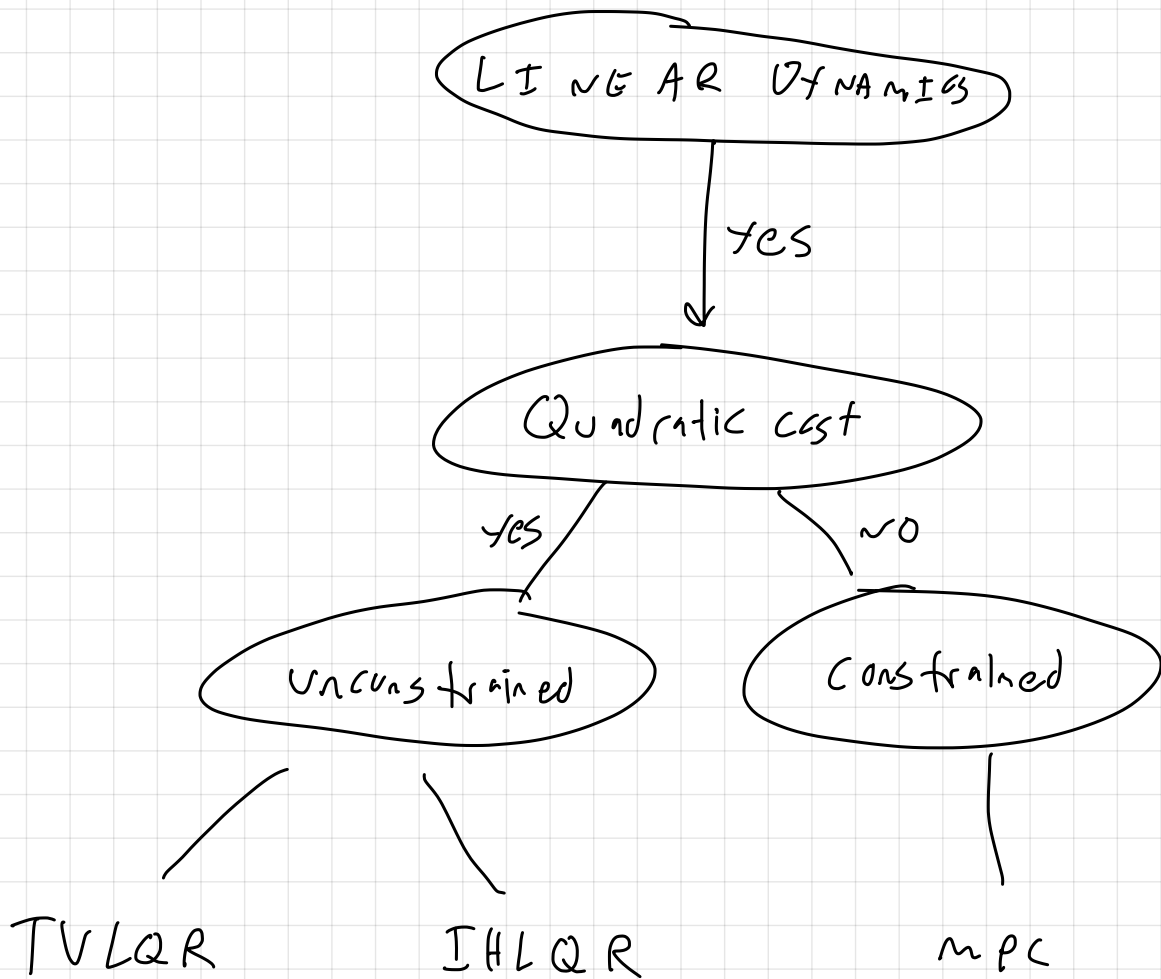 LINEAR DYNAMICS
yes
Quadratic cost
yes
NO
unconstrained
constrained
TVLQR
IHLQR
MPC